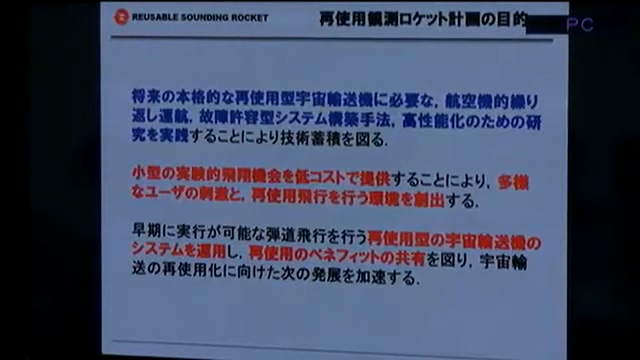 REUSABLE SOUNDING ROCKET
再使用観測ロケット計画の目的
PC
将来の本格的な再使用型宇宙輸送機に必要な，航空機的繰り
返し運航，故障許容型システム構築手法，高性能化のための研
究を実践することにより技術蓄積を図る．
小型の実験的飛翔機会を低コストで提供することにより，多様
なユーザの刺激と，再使用飛行を行う環境を創出する．
早期に実行が可能な弾道飛行を行う再使用型の宇宙輸送機の
システムを運用し，再使用のベネフィットの共有を図り，宇宙輸
送の再使用化に向けた次の発展を加速する．